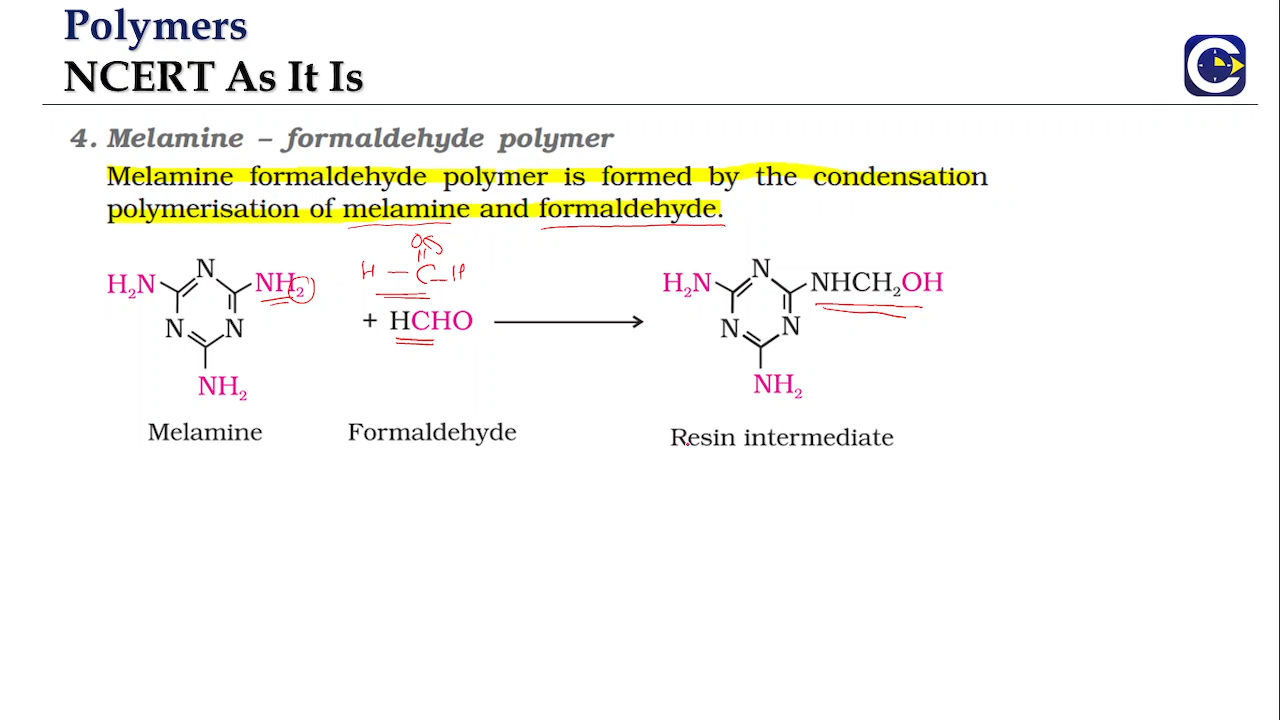 Polymers
NCERT As It Is
4. Melamine – formaldehyde polymer
Melamine formaldehyde polymer is formed by the condensation
polymerisation of melamine and formaldehyde.
O
H — C — H
H₂N N NH₂
N N
NH₂
+ HCHO
H₂N N NHCH₂OH
N N
NH₂
Melamine Formaldehyde Resin intermediate